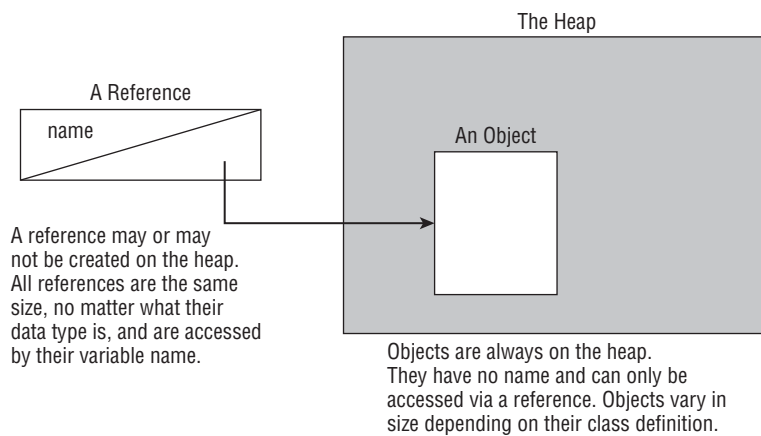 The Heap
A Reference
name
An Object
A reference may or may
not be created on the heap.
All references are the same
size, no matter what their
data type is, and are accessed
by their variable name.
Objects are always on the heap.
They have no name and can only be
accessed via a reference. Objects vary in
size depending on their class definition.